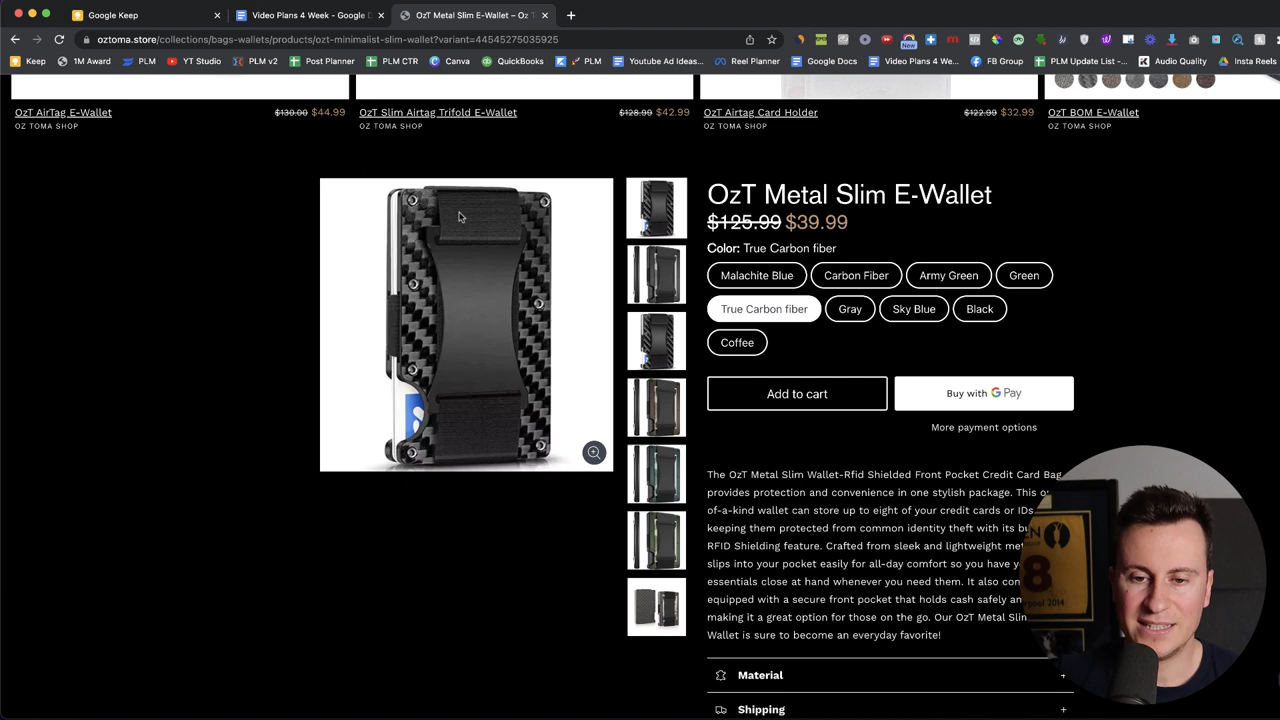 Google Keep
Video Plans 4 Week - Google D
OzT Metal Slim E-Wallet – Oz T
oztoma.store/collections/bags-wallets/products/ozt-minimalist-slim-wallet?variant=44545275035925
Keep
1M Award
PLM
YT Studio
PLM v2
Post Planner
PLM CTR
Canva
QuickBooks
PLM
Youtube Ad Ideas...
Reel Planner
Google Docs
Video Plans 4 We...
FB Group
PLM Update List -...
Audio Quality
Insta Reels
New
OzT AirTag E-Wallet $130.00 $44.99
OZ TOMA SHOP
OzT Slim Airtag Trifold E-Wallet $128.99 $42.99
OZ TOMA SHOP
OzT Airtag Card Holder $122.99 $32.99
OZ TOMA SHOP
OzT BOM E-Wallet
OZ TOMA SHOP
OzT Metal Slim E-Wallet
$125.99 $39.99
Color: True Carbon fiber
Malachite Blue Carbon Fiber Army Green Green
True Carbon fiber Gray Sky Blue Black
Coffee
Add to cart Buy with G Pay
More payment options
The OzT Metal Slim Wallet-Rfid Shielded Front Pocket Credit Card Bag
provides protection and convenience in one stylish package. This o
of-a-kind wallet can store up to eight of your credit cards or IDs
keeping them protected from common identity theft with its bu
RFID Shielding feature. Crafted from sleek and lightweight met
slips into your pocket easily for all-day comfort so you have y
essentials close at hand whenever you need them. It also con
equipped with a secure front pocket that holds cash safely an
making it a great option for those on the go. Our OzT Metal Slim
Wallet is sure to become an everyday favorite!
Material
Shipping
EN
8
rpool 2014